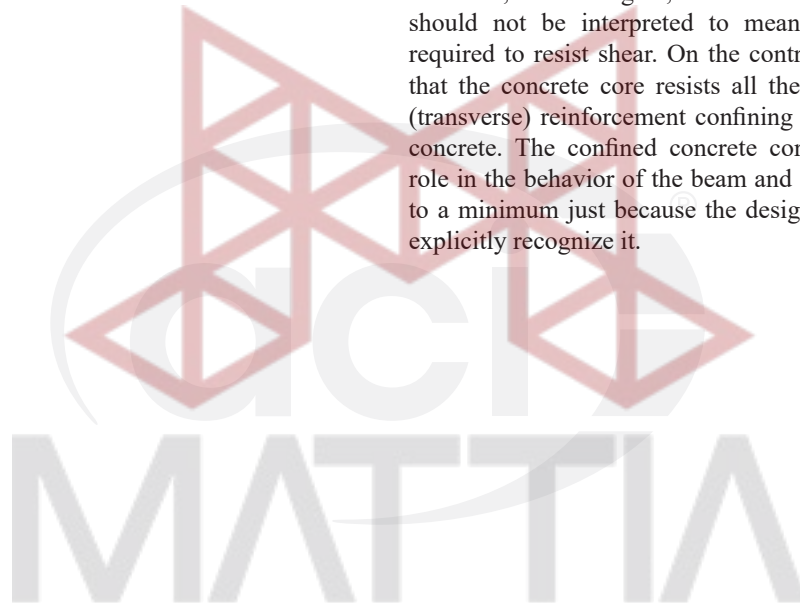 should not be interpreted to mean
required to resist shear. On the contr
that the concrete core resists all the
(transverse) reinforcement confining
concrete. The confined concrete cor
role in the behavior of the beam and
to a minimum just because the desig
explicitly recognize it.
®
aci
MATTIA